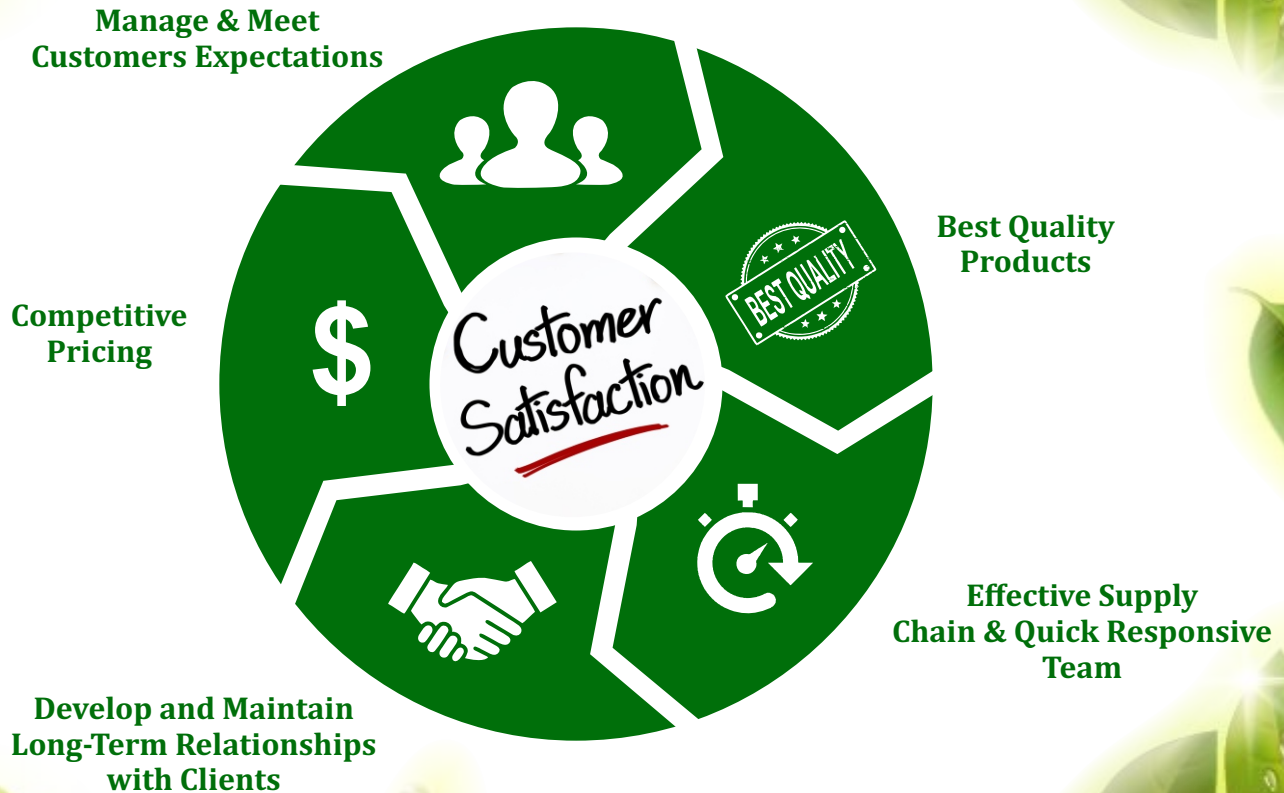 Manage & Meet
Customers Expectations
Best Quality
Products
BEST QUALITY
Competitive
Pricing
$
Customer
Satisfaction
Effective Supply
Chain & Quick Responsive
Team
Develop and Maintain
Long-Term Relationships
with Clients